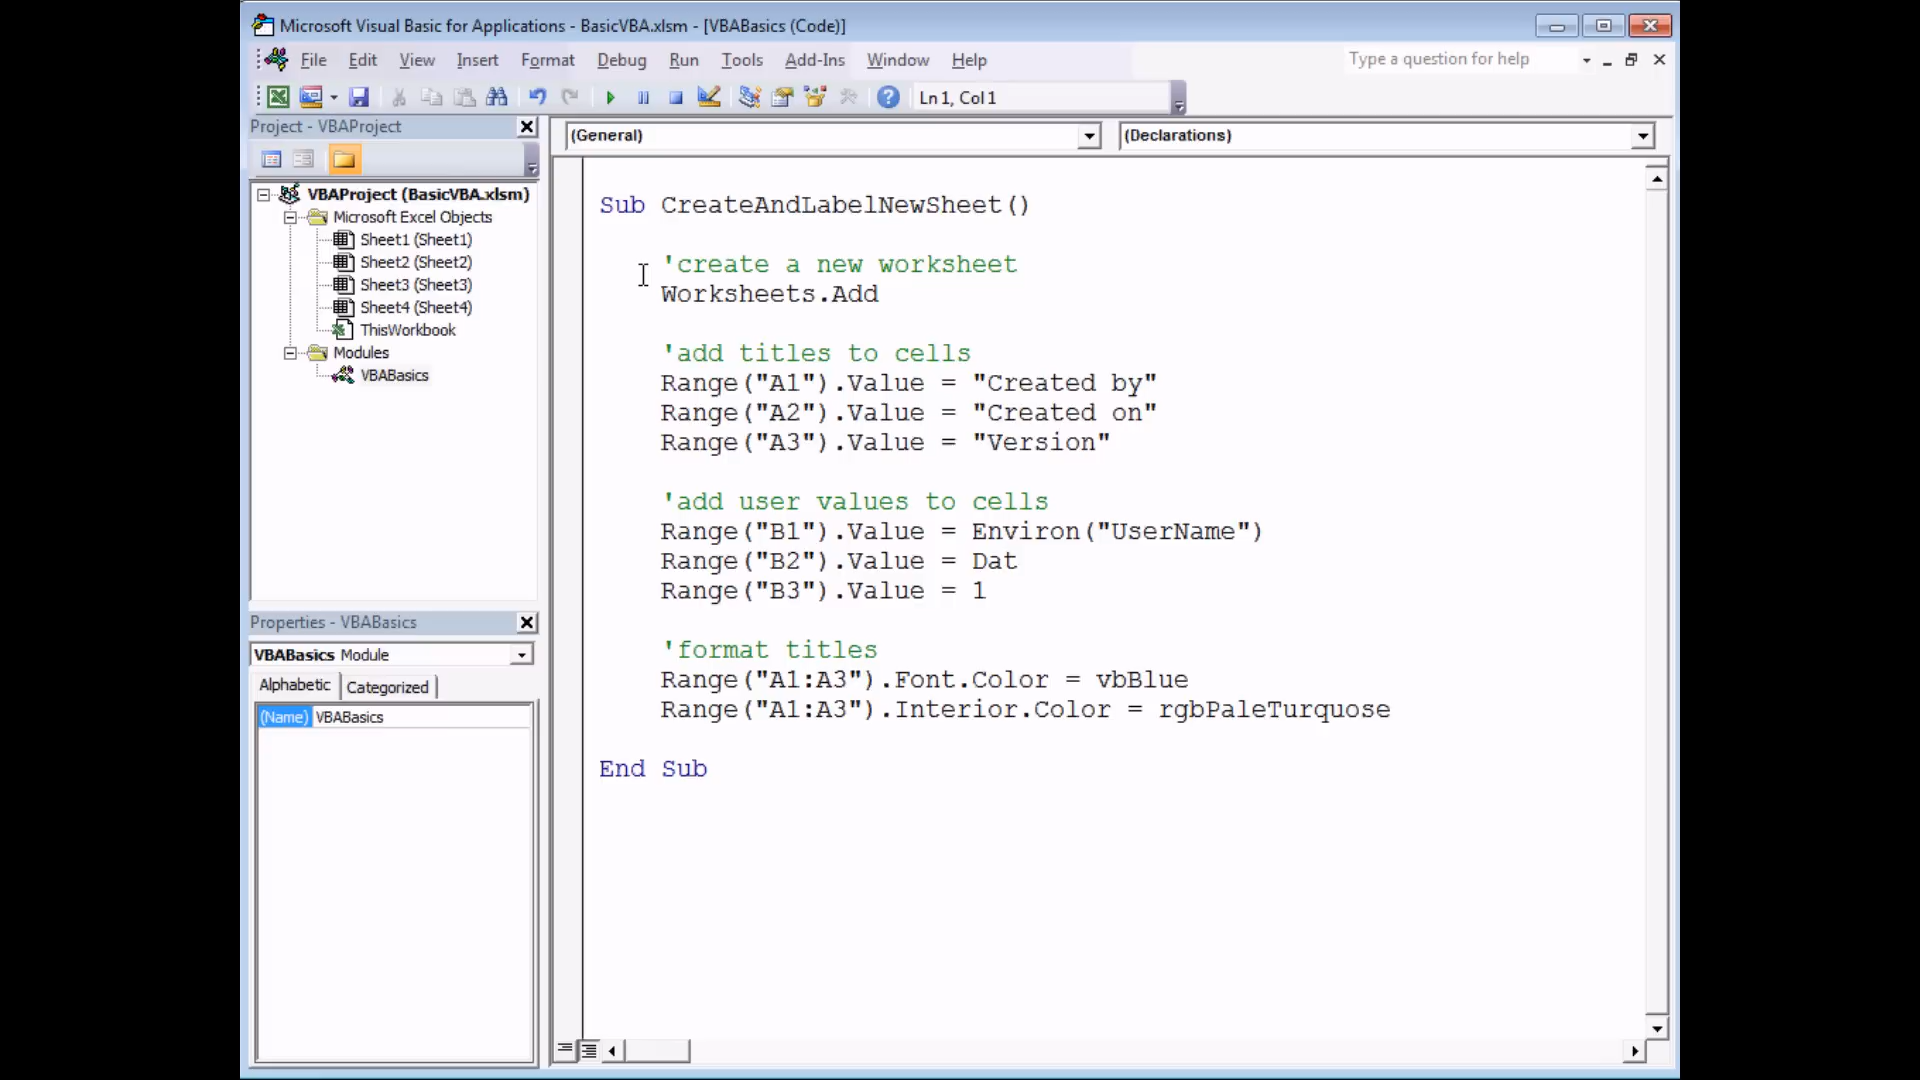 Microsoft Visual Basic for Applications - BasicVBA.xlsm - [VBABasics (Code)]
File Edit View Insert Format Debug Run Tools Add-Ins Window Help
Type a question for help
Ln 1, Col 1
Project - VBAProject
(General)
(Declarations)
VBAProject (BasicVBA.xlsm)
Microsoft Excel Objects
Sheet1 (Sheet1)
Sheet2 (Sheet2)
Sheet3 (Sheet3)
Sheet4 (Sheet4)
ThisWorkbook
Modules
VBABasics
Properties - VBABasics
VBABasics Module
Alphabetic Categorized
(Name) VBABasics
Sub CreateAndLabelNewSheet()
'create a new worksheet
Worksheets.Add
'add titles to cells
Range("A1").Value = "Created by"
Range("A2").Value = "Created on"
Range("A3").Value = "Version"
'add user values to cells
Range("B1").Value = Environ("UserName")
Range("B2").Value = Dat
Range("B3").Value = 1
'format titles
Range("A1:A3").Font.Color = vbBlue
Range("A1:A3").Interior.Color = rgbPaleTurquose
End Sub